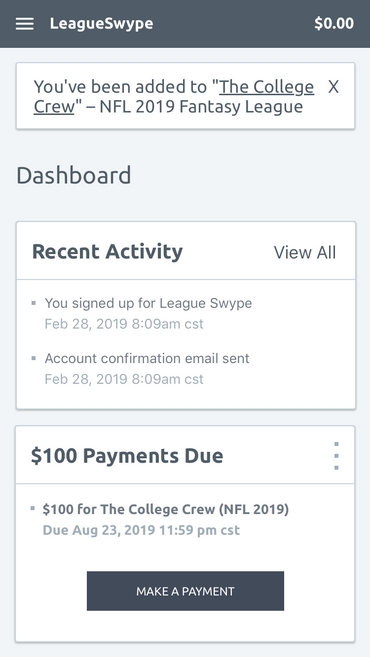 LeagueSwype $0.00
You've been added to "The College X
Crew" – NFL 2019 Fantasy League
Dashboard
Recent Activity View All
You signed up for League Swype
Feb 28, 2019 8:09am cst
Account confirmation email sent
Feb 28, 2019 8:09am cst
$100 Payments Due
$100 for The College Crew (NFL 2019)
Due Aug 23, 2019 11:59 pm cst
MAKE A PAYMENT